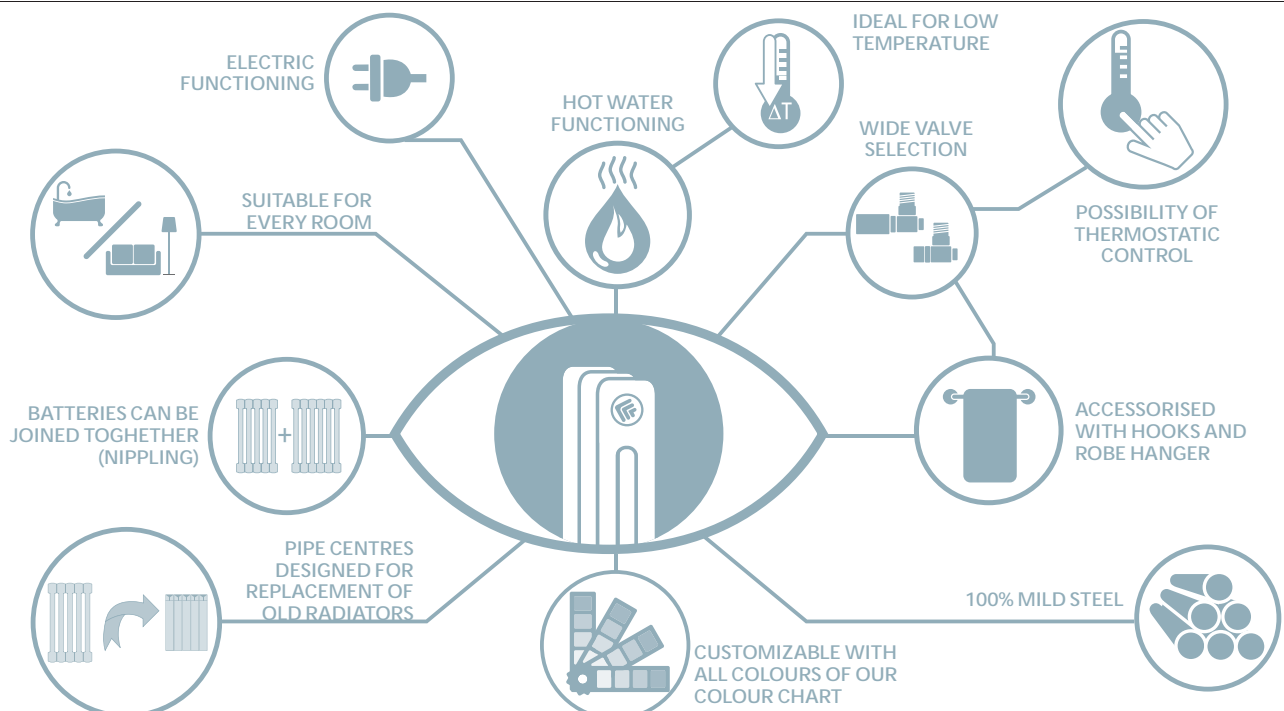 IDEAL FOR LOW
TEMPERATURE
ELECTRIC
FUNCTIONING
HOT WATER
FUNCTIONING
ΔT
WIDE VALVE
SELECTION
SUITABLE FOR
EVERY ROOM
POSSIBILITY OF
THERMOSTATIC
CONTROL
BATTERIES CAN BE
JOINED TOGHETHER
(NIPPLING)
+
ACCESSORISED
WITH HOOKS AND
ROBE HANGER
PIPE CENTRES
DESIGNED FOR
REPLACEMENT OF
OLD RADIATORS
100% MILD STEEL
CUSTOMIZABLE WITH
ALL COLOURS OF OUR
COLOUR CHART